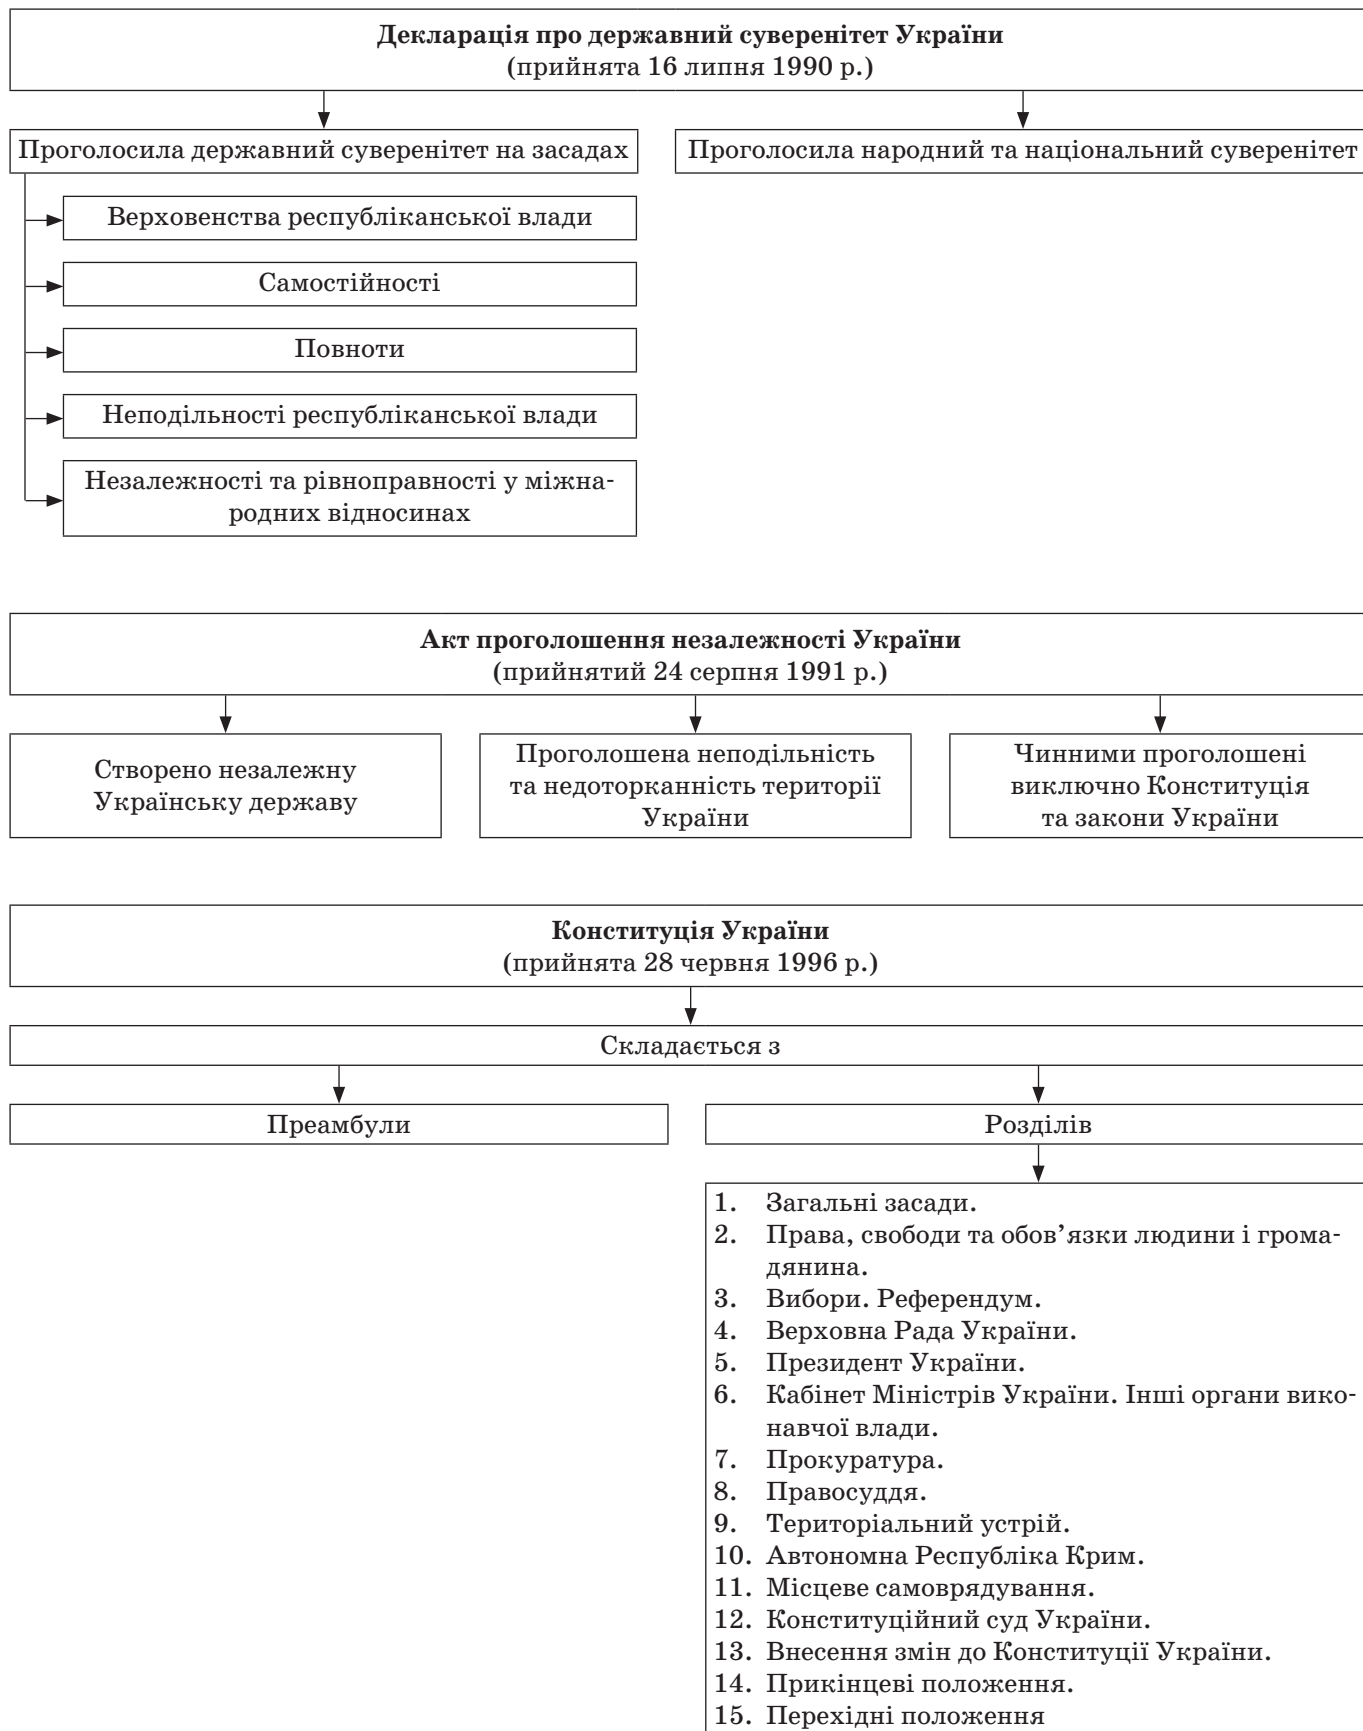 Декларація про державний суверенітет України
(прийнята 16 липня 1990 р.)
Проголосила державний суверенітет на засадах
Проголосила народний та національний суверенітет
Верховенства республіканської влади
Самостійності
Повноти
Неподільності республіканської влади
Незалежності та рівноправності у міжна-
родних відносинах
Акт проголошення незалежності України
(прийнятий 24 серпня 1991 р.)
Створено незалежну
Українську державу
Проголошена неподільність
та недоторканність території
України
Чинними проголошені
виключно Конституція
та закони України
Конституція України
(прийнята 28 червня 1996 р.)
Складається з
Преамбули
Розділів
1. Загальні засади.
2. Права, свободи та обов’язки людини і грома-
дянина.
3. Вибори. Референдум.
4. Верховна Рада України.
5. Президент України.
6. Кабінет Міністрів України. Інші органи вико-
навчої влади.
7. Прокуратура.
8. Правосуддя.
9. Територіальний устрій.
10. Автономна Республіка Крим.
11. Місцеве самоврядування.
12. Конституційний суд України.
13. Внесення змін до Конституції України.
14. Прикінцеві положення.
15. Перехідні положення